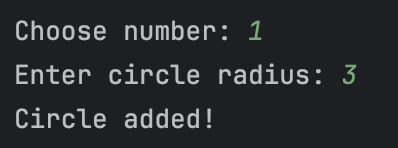 Choose number: 1
Enter circle radius: 3
Circle added!